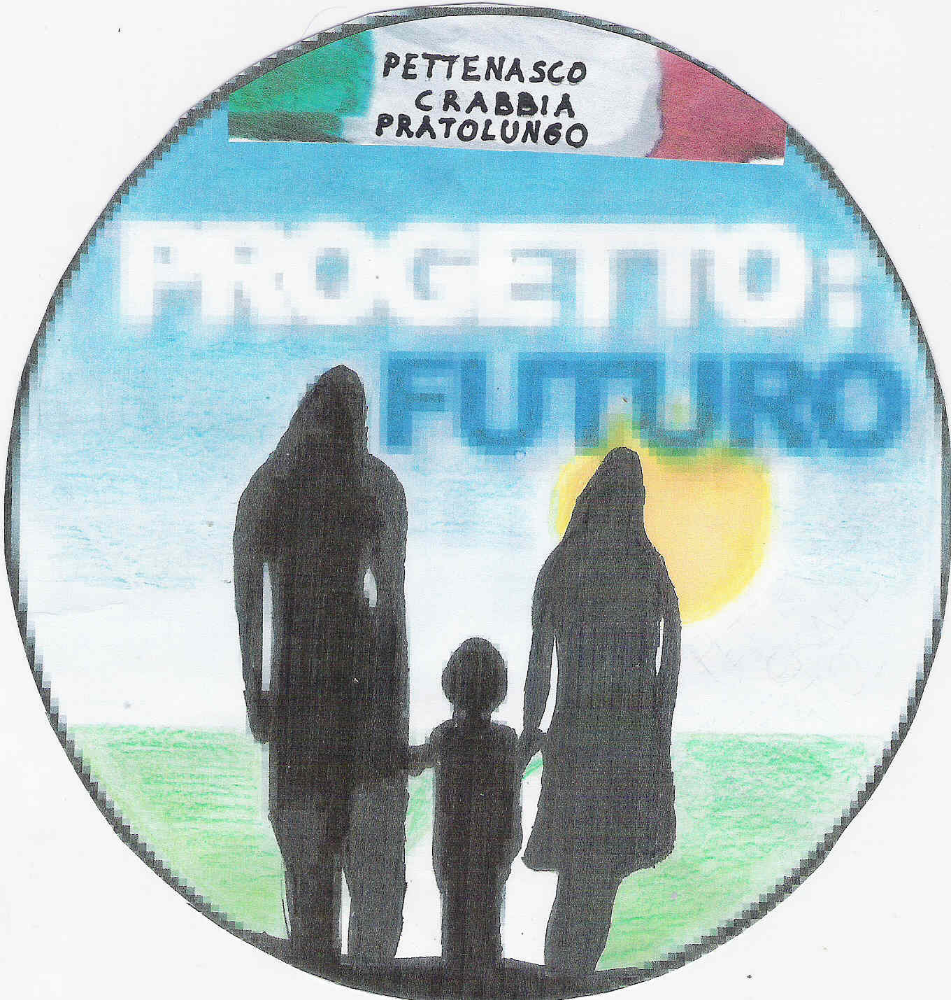 PETTENASCO
CRABBIA
PRATOLUNGO
PROGETTO:
FUTURO